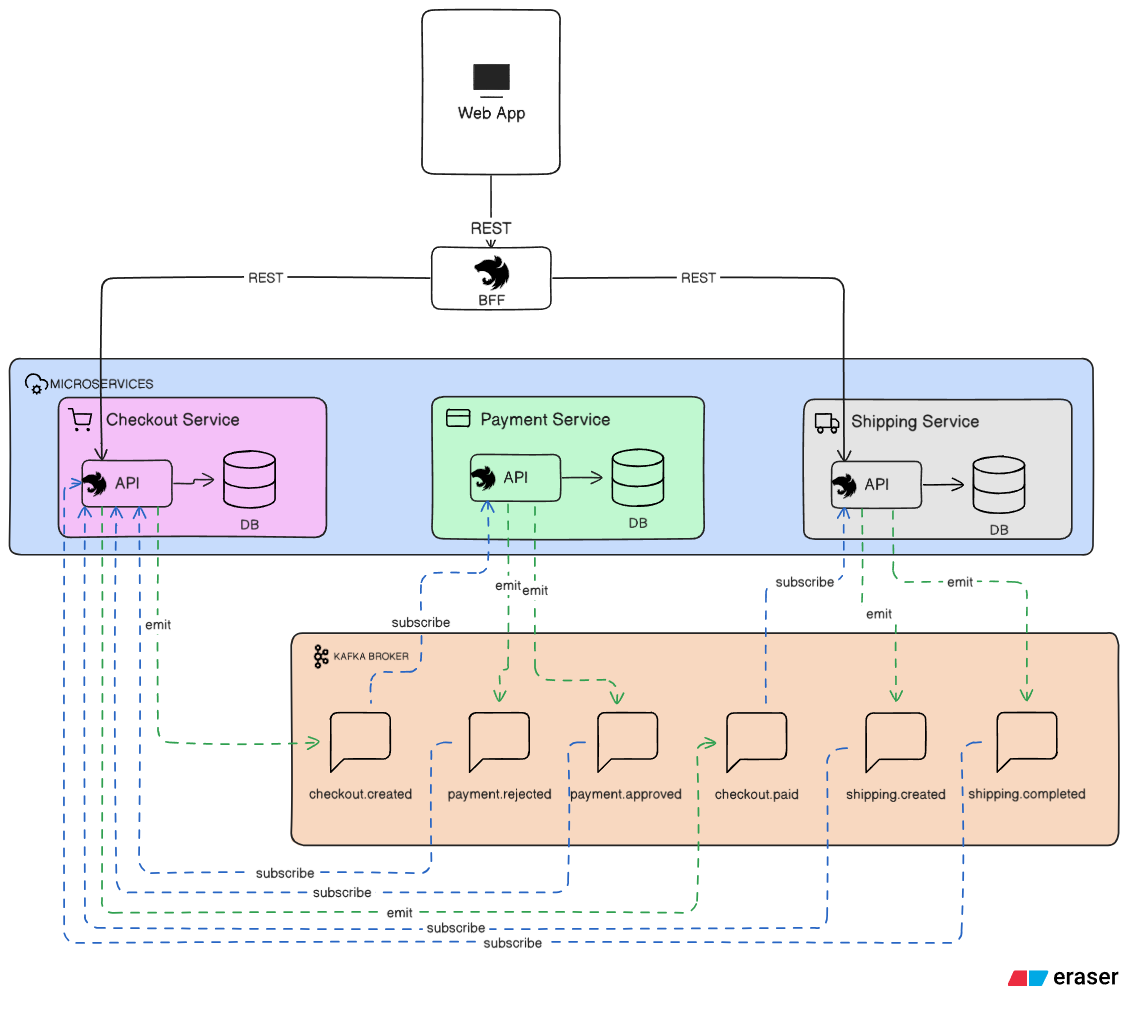 Web App
REST
BFF
REST
REST
MICROSERVICES
Checkout Service
API
DB
Payment Service
API
DB
Shipping Service
API
DB
emit
subscribe
emit
emit
subscribe
emit
emit
KAFKA BROKER
checkout.created
payment.rejected
payment.approved
checkout.paid
shipping.created
shipping.completed
subscribe
subscribe
emit
subscribe
subscribe
eraser